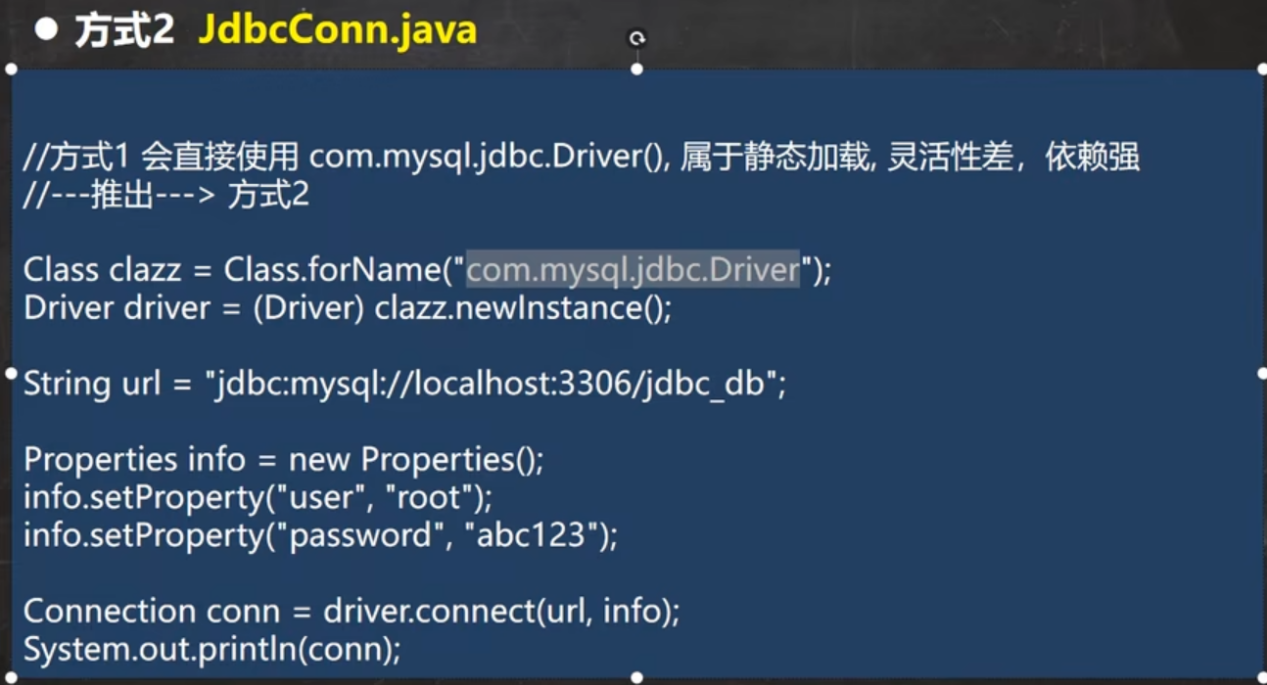 ● 方式2 JdbcConn.java
//方式1 会直接使用 com.mysql.jdbc.Driver(), 属于静态加载, 灵活性差，依赖强
//---推出---> 方式2
Class clazz = Class.forName("com.mysql.jdbc.Driver");
Driver driver = (Driver) clazz.newInstance();
String url = "jdbc:mysql://localhost:3306/jdbc_db";
Properties info = new Properties();
info.setProperty("user", "root");
info.setProperty("password", "abc123");
Connection conn = driver.connect(url, info);
System.out.println(conn);